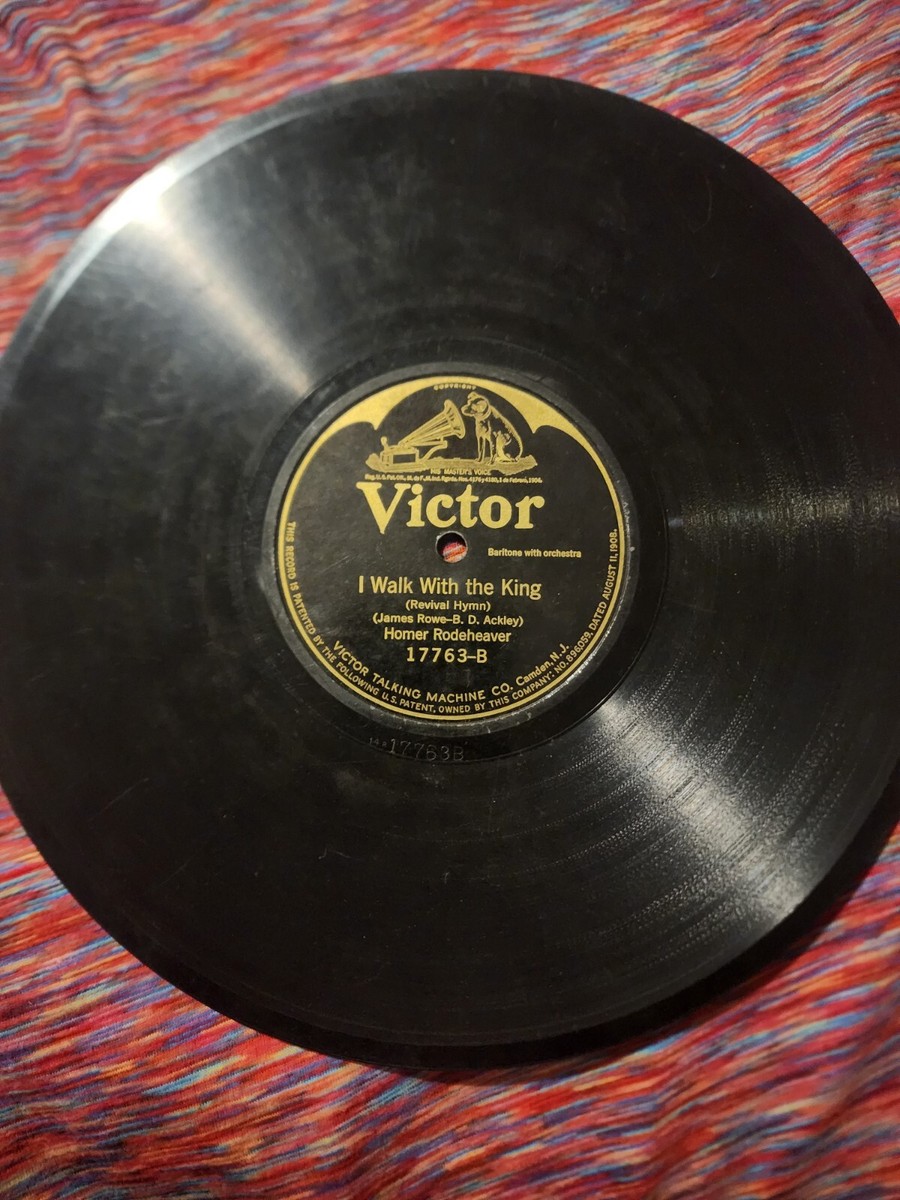 COPYRIGHT
HIS MASTER'S VOICE
Victor
Baritone with orchestra
I Walk With the King
(Revival Hymn)
(James Rowe–B. D. Ackley)
Homer Rodeheaver
17763–B
VICTOR TALKING MACHINE CO. Camden, N.J.
THIS RECORD IS PATENTED BY THE FOLLOWING U.S. PATENT, OWNED BY THIS COMPANY: NO. 896059, DATED AUGUST 11, 1908.
17763B